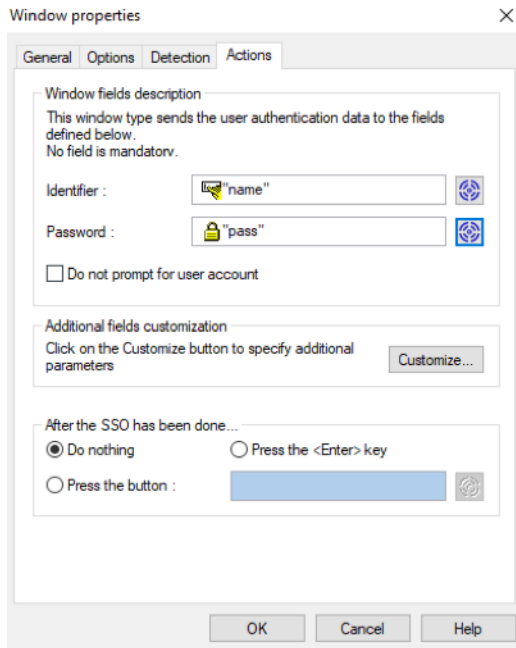 Window properties
General Options Detection Actions
Window fields description
This window type sends the user authentication data to the fields
defined below.
No field is mandatory.
Identifier : "name"
Password : "pass"
Do not prompt for user account
Additional fields customization
Click on the Customize button to specify additional
parameters
Customize...
After the SSO has been done...
Do nothing Press the <Enter> key
Press the button :
OK Cancel Help